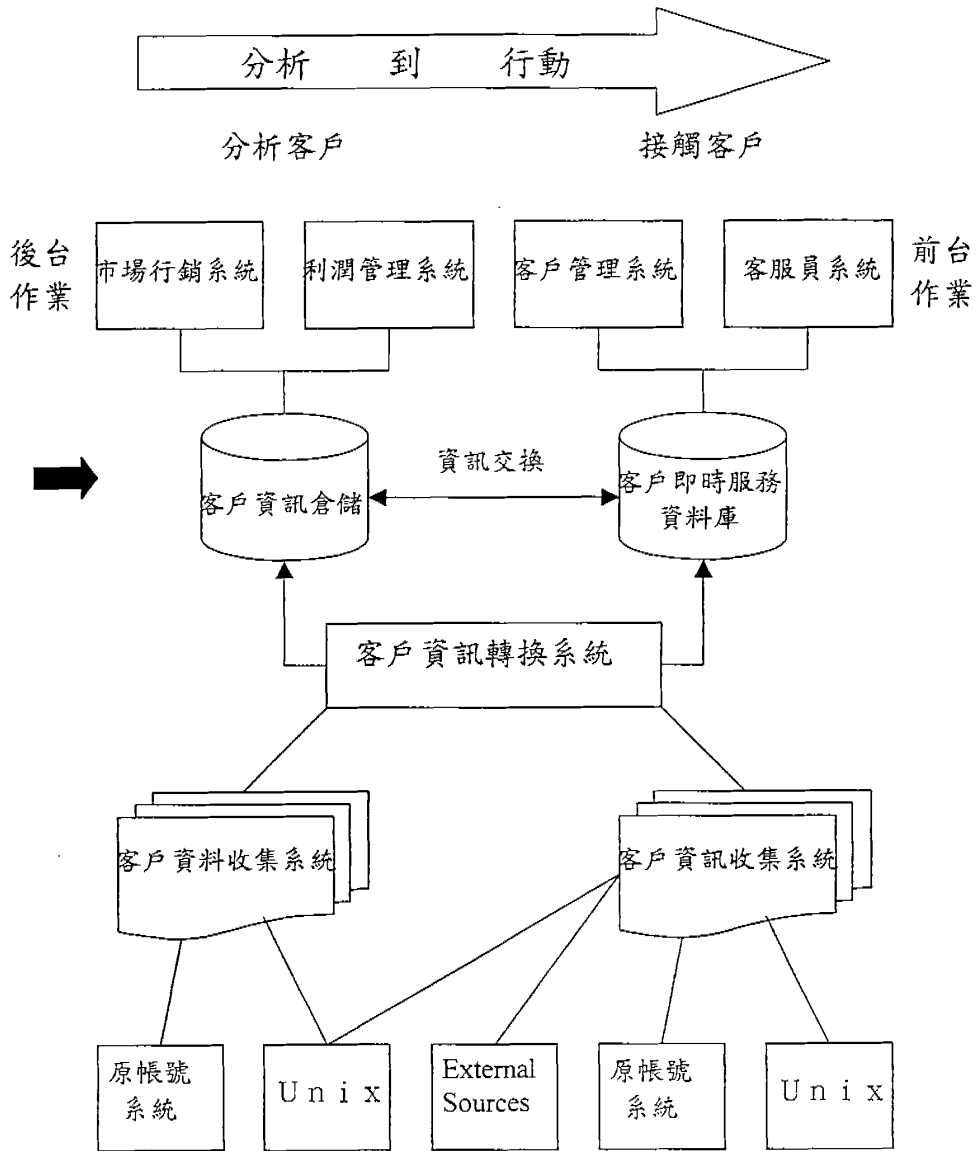 分析 到 行動
分析客戶
接觸客戶
後台
作業
市場行銷系統
利潤管理系統
客戶管理系統
客服員系統
前台
作業
客戶資訊倉儲
資訊交換
客戶即時服務
資料庫
客戶資訊轉換系統
客戶資料收集系統
客戶資訊收集系統
原帳號
系統
Unix
External
Sources
原帳號
系統
Unix